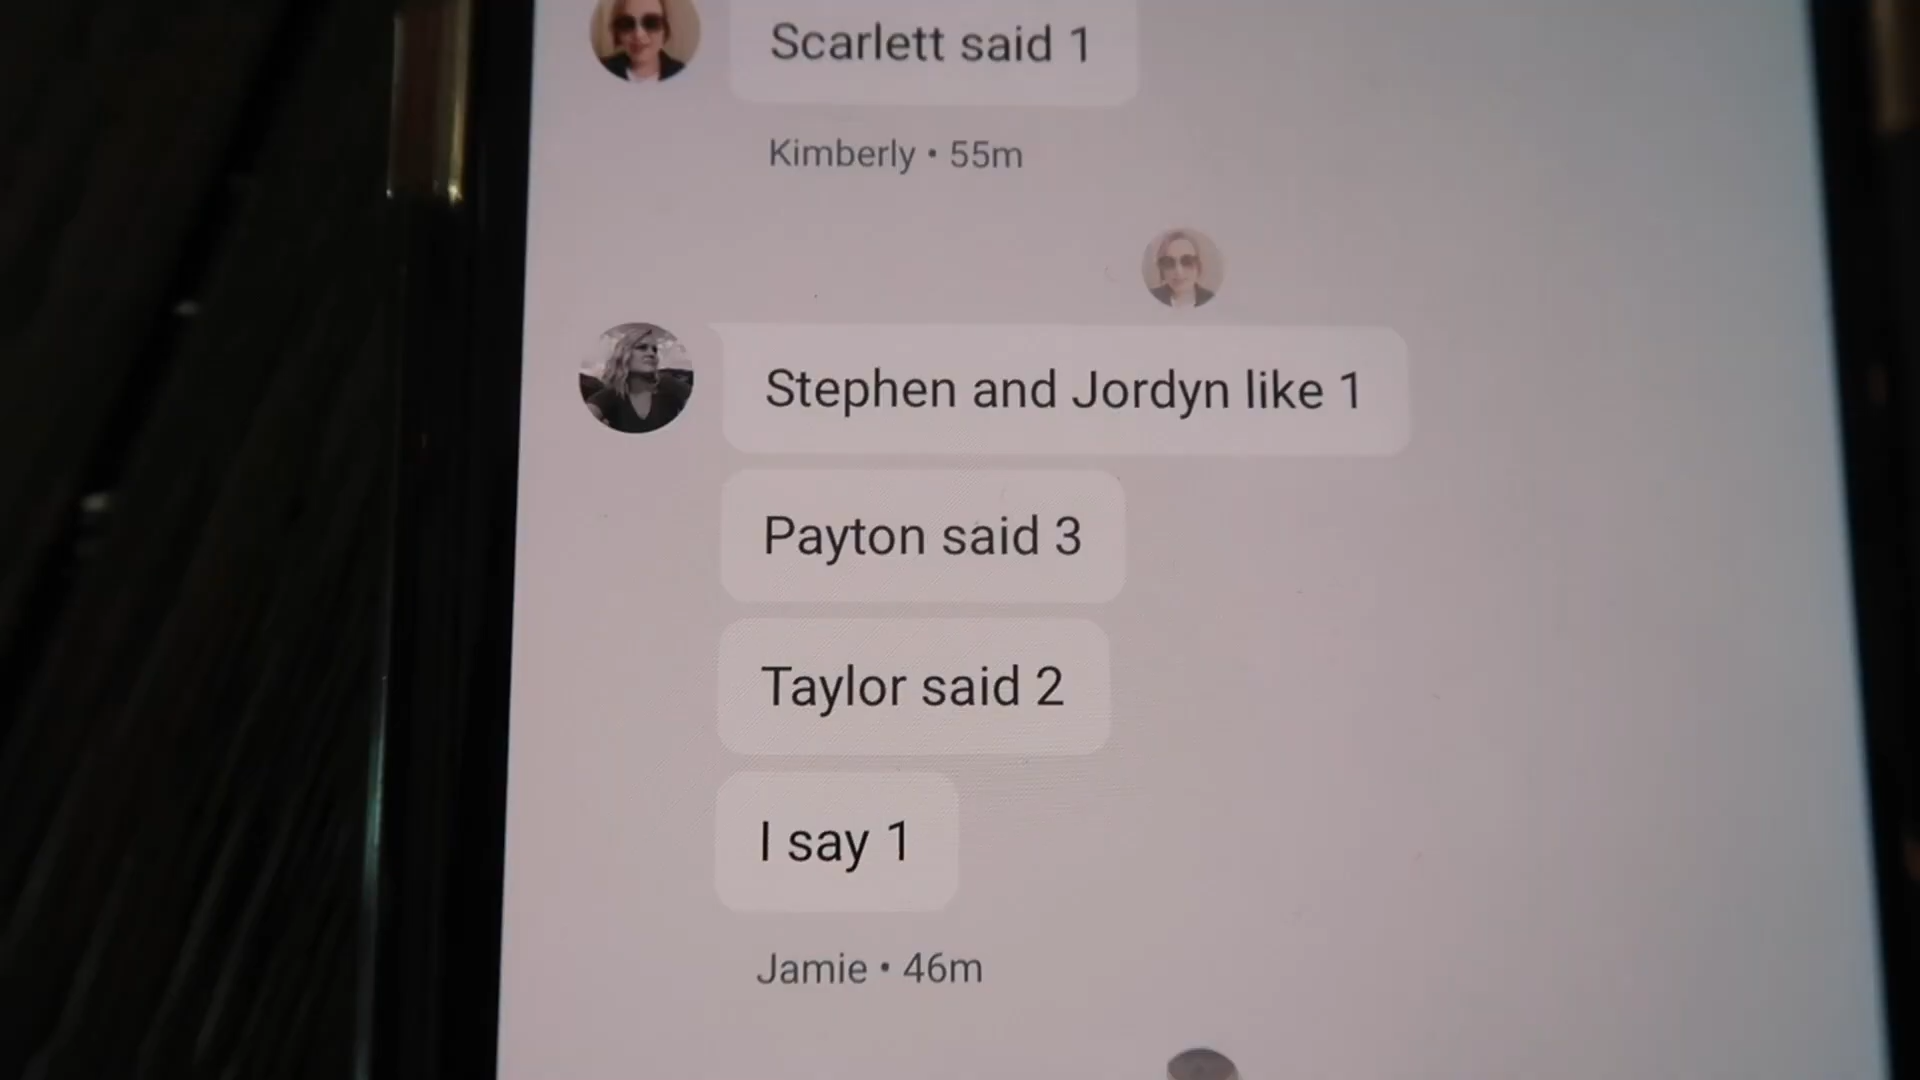 Scarlett said 1
Kimberly • 55m
Stephen and Jordyn like 1
Payton said 3
Taylor said 2
I say 1
Jamie • 46m